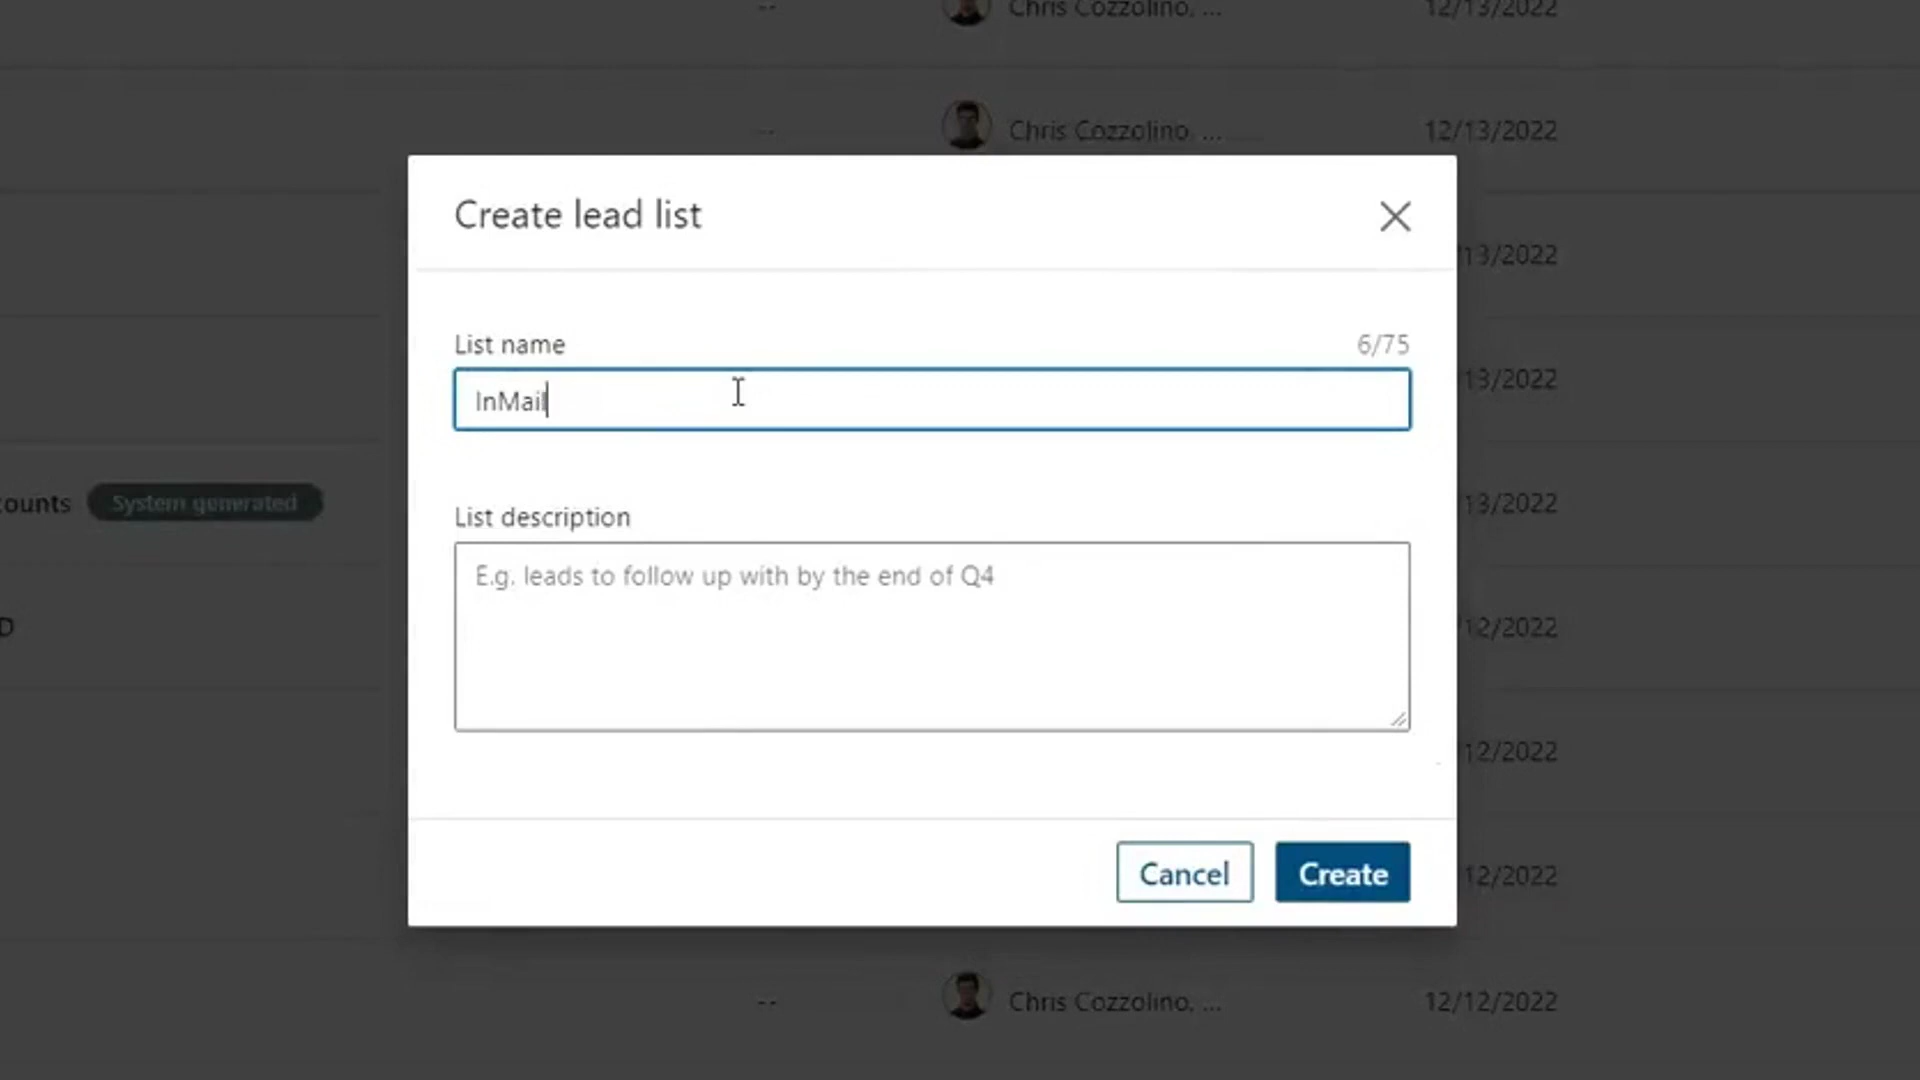 Chris Cozzolino, ... 12/13/2022
-- Chris Cozzolino, ... 12/13/2022
Create lead list
/13/2022
List name 6/75
13/2022
InMail
counts System generated 13/2022
List description
E.g. leads to follow up with by the end of Q4
D 12/2022
12/2022
Cancel Create 12/2022
-- Chris Cozzolino, ... 12/12/2022